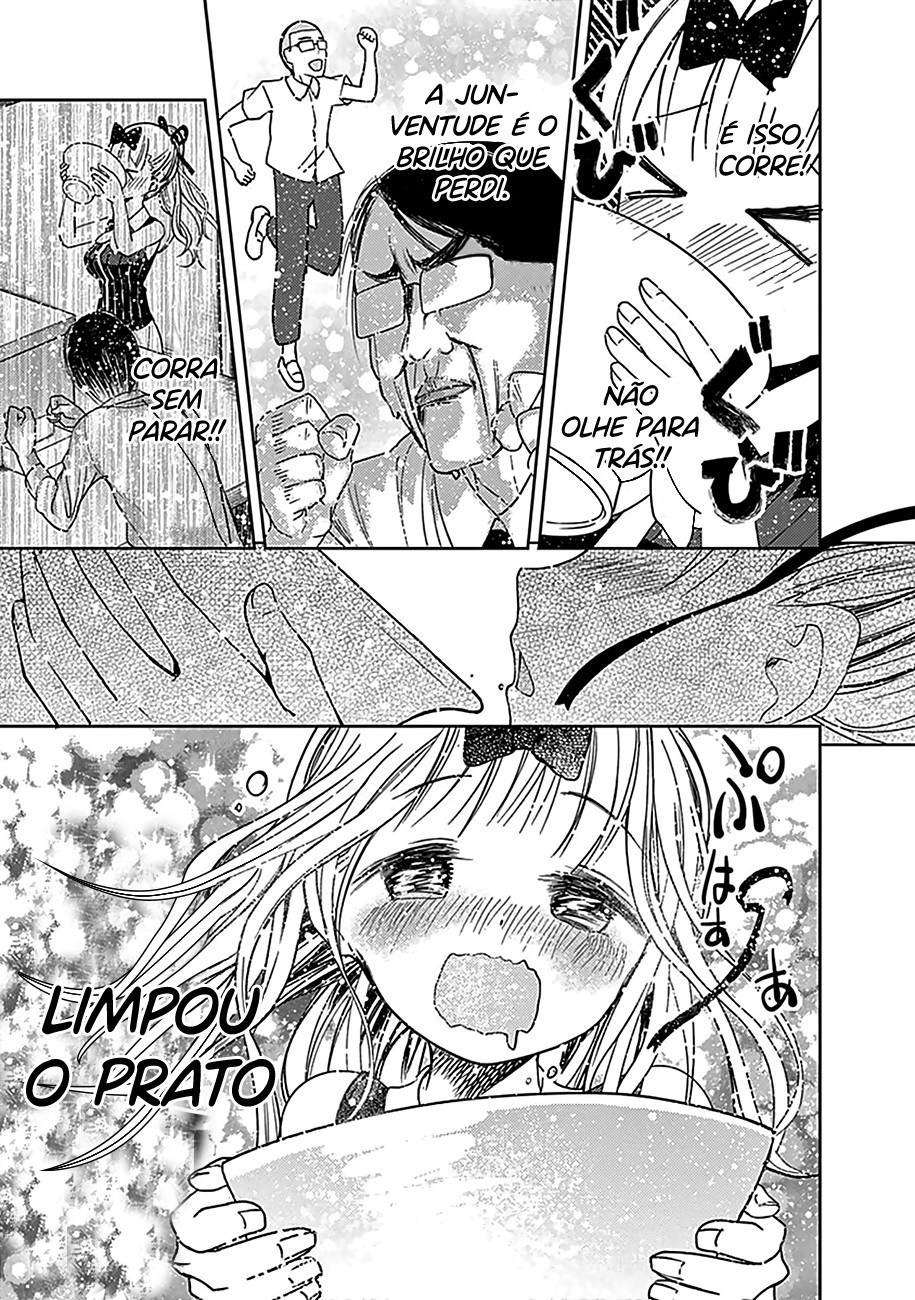 É ISSO,
CORRE!!
ぐび
NÃO
OLHE PARA
TRÁS!!
ぐび
A JUN-
VENTUDE É O
BRILHO QUE
PERDI.
CORRA
SEM
PARAR!!
ぷはぁぁ
LIMPOU
O PRATO